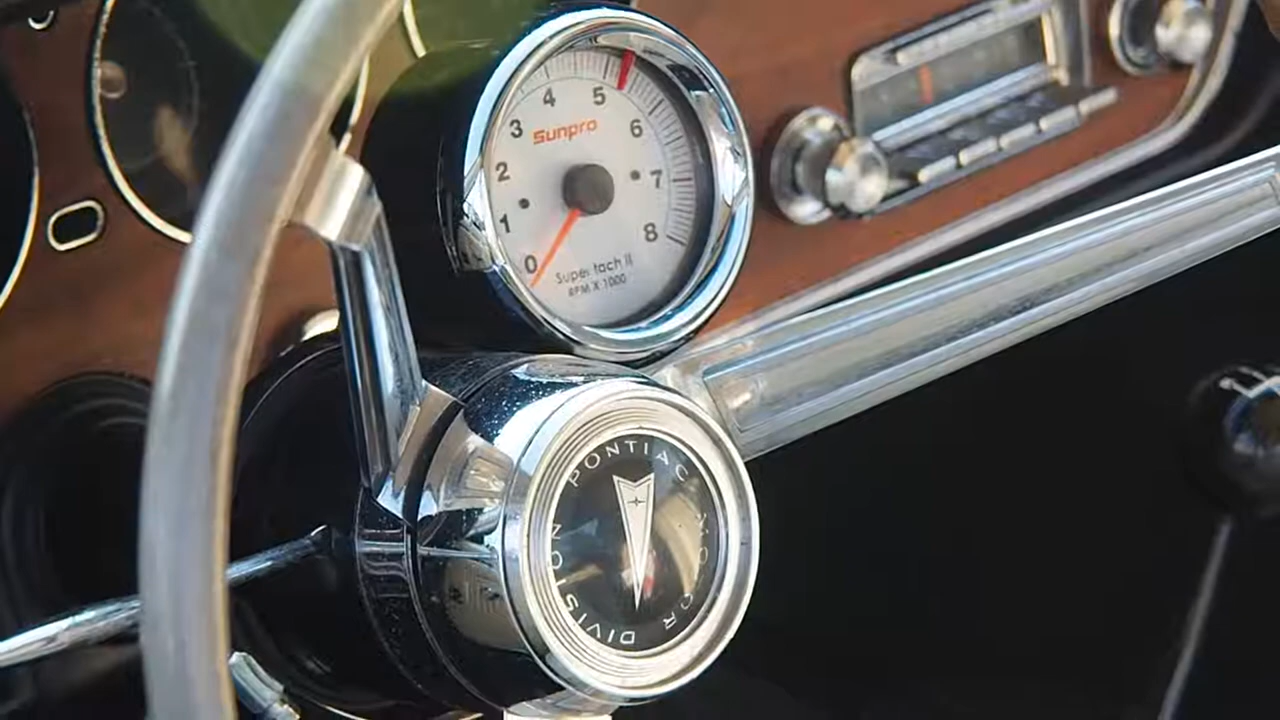 4 5
3 Sunpro 6
2 7
1 8
0 Super tach II
RPM X 1000
PONTIAC MOTOR DIVISION